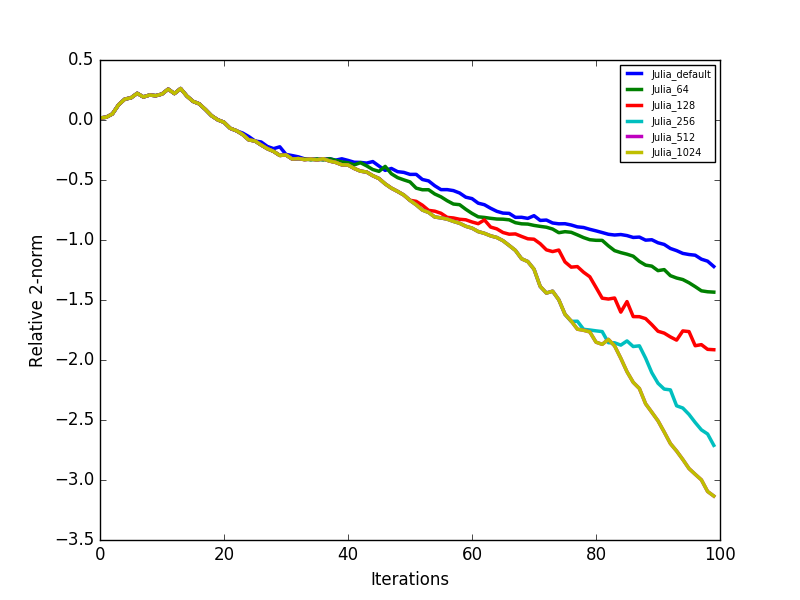 0.5
0.0
−0.5
−1.0
−1.5
−2.0
−2.5
−3.0
−3.5
Relative 2-norm
0 20 40 60 80 100
Iterations
Julia_default
Julia_64
Julia_128
Julia_256
Julia_512
Julia_1024